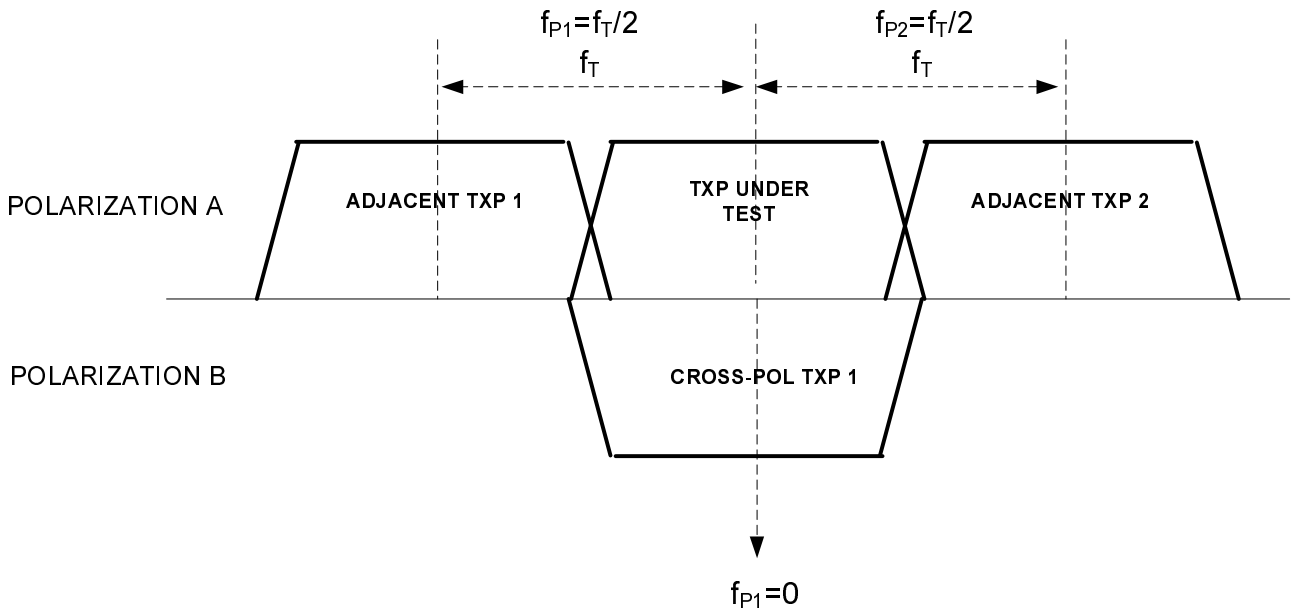 fP1=fT/2
fP2=fT/2
fT
fT
POLARIZATION A
ADJACENT TXP 1
TXP UNDER
TEST
ADJACENT TXP 2
POLARIZATION B
CROSS-POL TXP 1
fP1=0